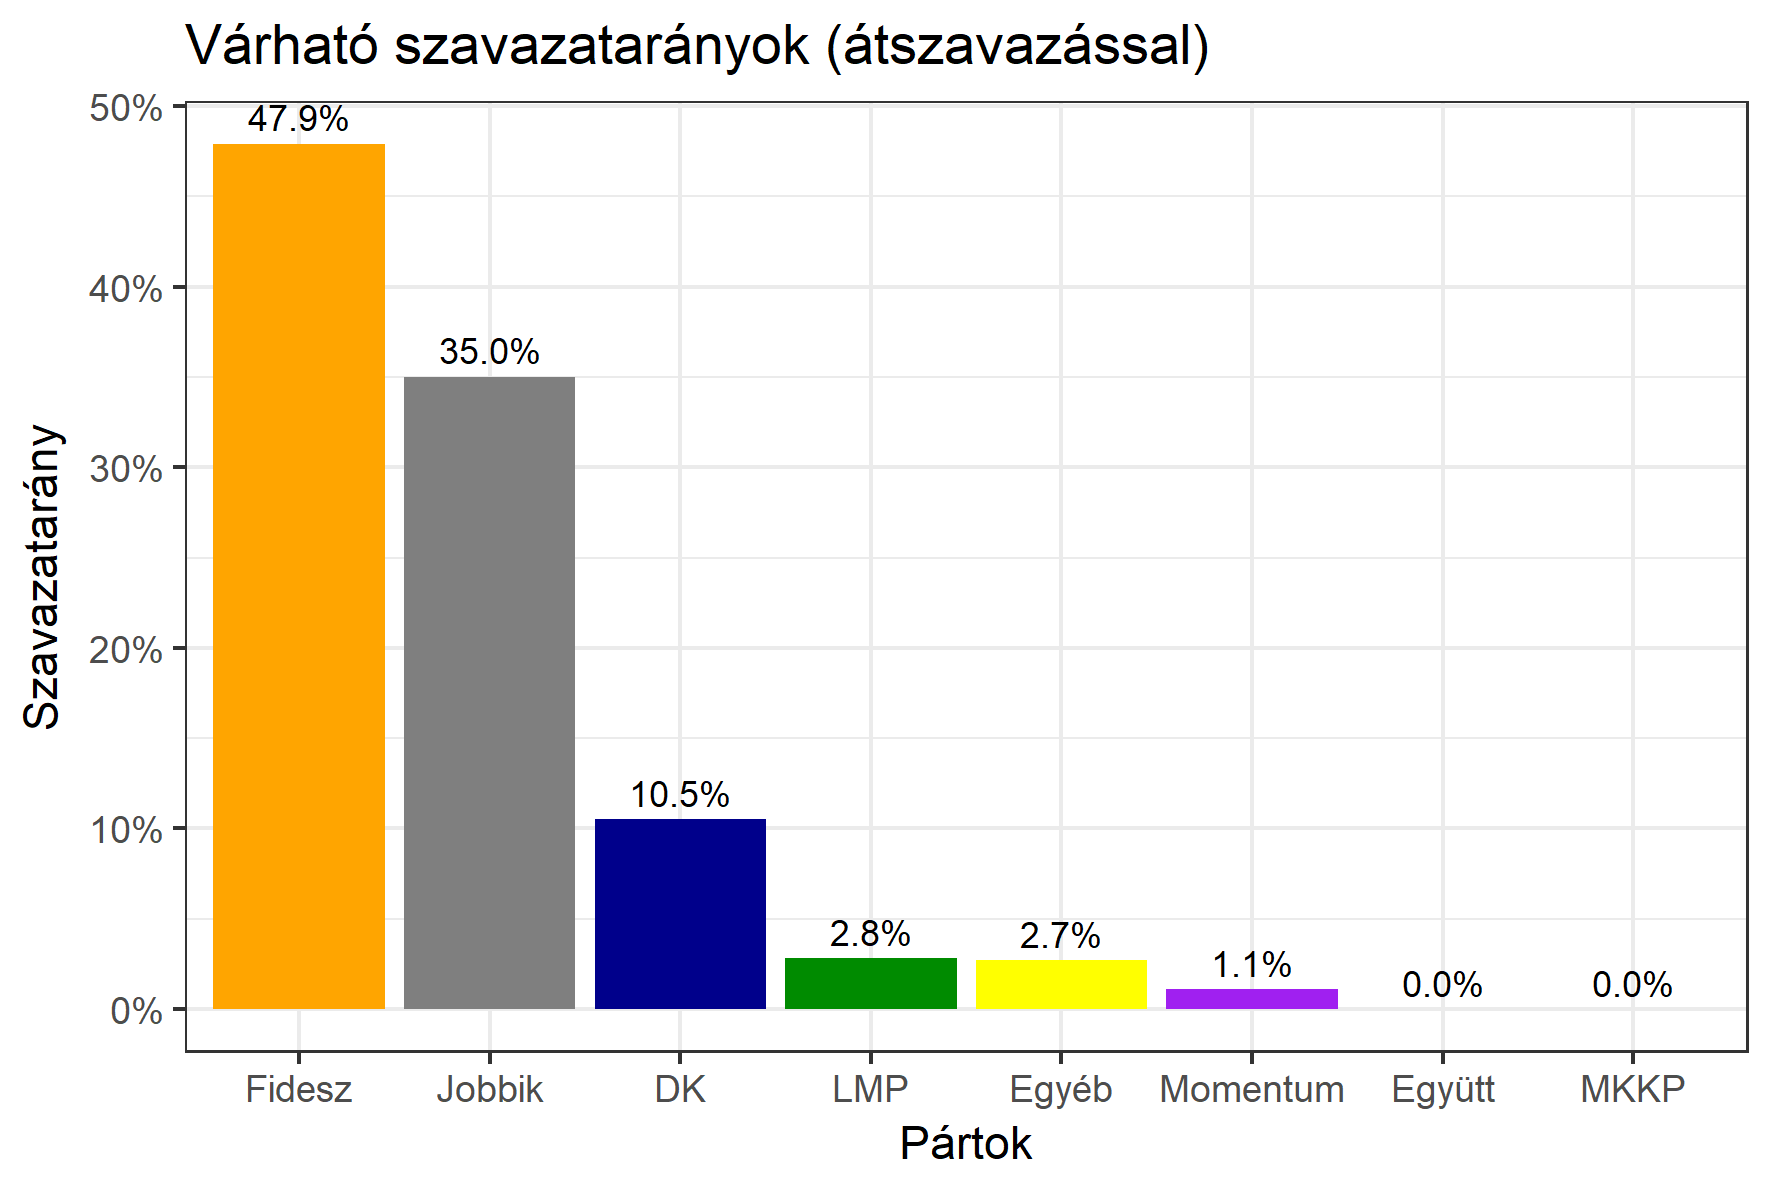 Várható szavazatarányok (átszavazással)
50%
40%
30%
20%
10%
0%
Szavazatarány
47.9%
35.0%
10.5%
2.8%
2.7%
1.1%
0.0%
0.0%
Fidesz
Jobbik
DK
LMP
Egyéb
Momentum
Együtt
MKKP
Pártok